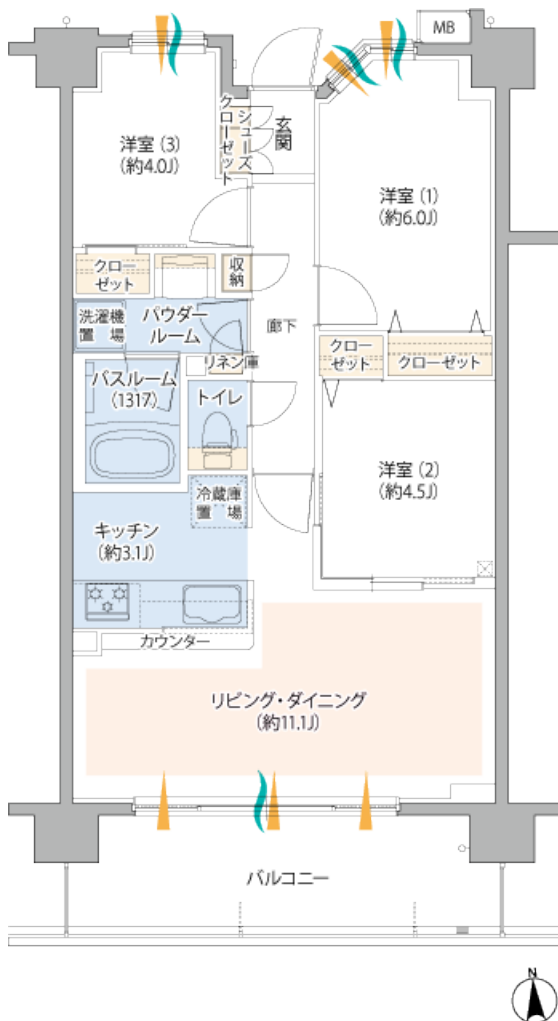 MB
洋室（3）
（約4.0J）
シューズ
クローゼット
玄関
洋室（1）
（約6.0J）
クロー
ゼット
収納
洗濯機
置場
パウダー
ルーム
廊下
リネン庫
クロー
ゼット
クローゼット
バスルーム
（1317）
トイレ
洋室（2）
（約4.5J）
冷蔵庫
置場
キッチン
（約3.1J）
カウンター
リビング・ダイニング
（約11.1J）
バルコニー
N